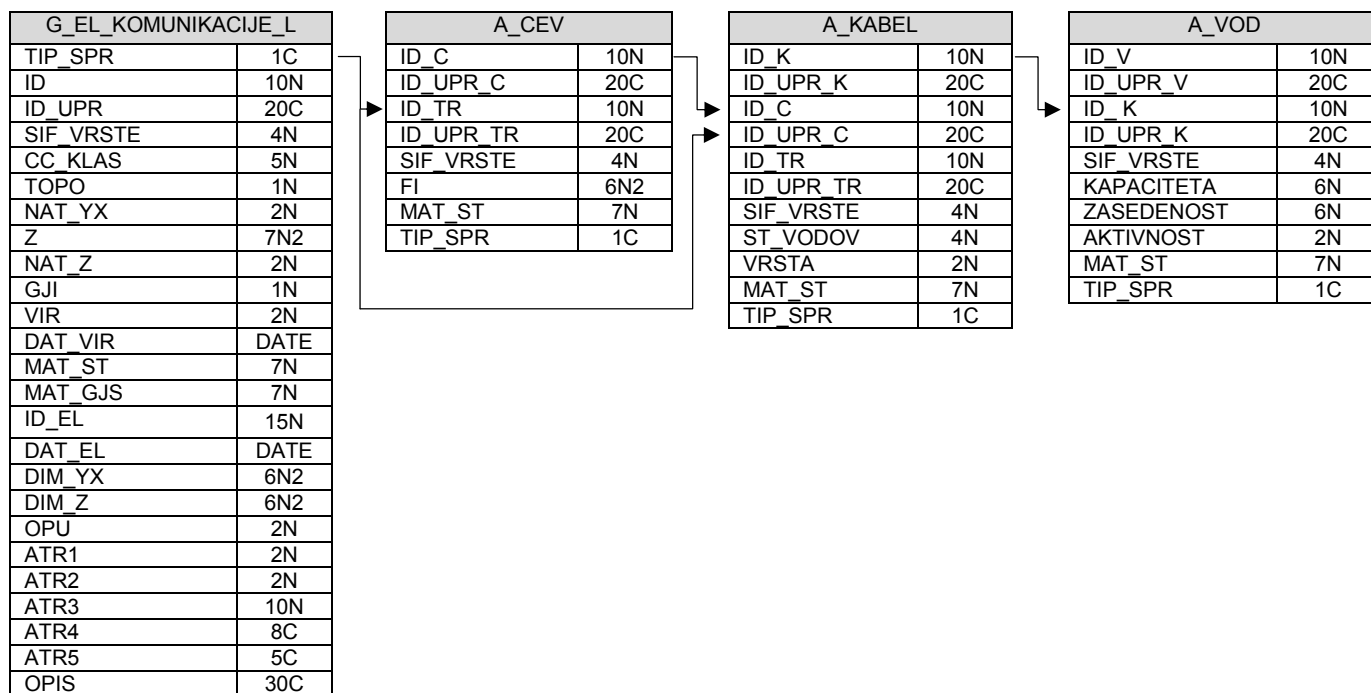 G_EL_KOMUNIKACIJE_L
TIP_SPR 1C
ID 10N
ID_UPR 20C
SIF_VRSTE 4N
CC_KLAS 5N
TOPO 1N
NAT_YX 2N
Z 7N2
NAT_Z 2N
GJI 1N
VIR 2N
DAT_VIR DATE
MAT_ST 7N
MAT_GJS 7N
ID_EL 15N
DAT_EL DATE
DIM_YX 6N2
DIM_Z 6N2
OPU 2N
ATR1 2N
ATR2 2N
ATR3 10N
ATR4 8C
ATR5 5C
OPIS 30C
A_CEV
ID_C 10N
ID_UPR_C 20C
ID_TR 10N
ID_UPR_TR 20C
SIF_VRSTE 4N
FI 6N2
MAT_ST 7N
TIP_SPR 1C
A_KABEL
ID_K 10N
ID_UPR_K 20C
ID_C 10N
ID_UPR_C 20C
ID_TR 10N
ID_UPR_TR 20C
SIF_VRSTE 4N
ST_VODOV 4N
VRSTA 2N
MAT_ST 7N
TIP_SPR 1C
A_VOD
ID_V 10N
ID_UPR_V 20C
ID_ K 10N
ID_UPR_K 20C
SIF_VRSTE 4N
KAPACITETA 6N
ZASEDENOST 6N
AKTIVNOST 2N
MAT_ST 7N
TIP_SPR 1C